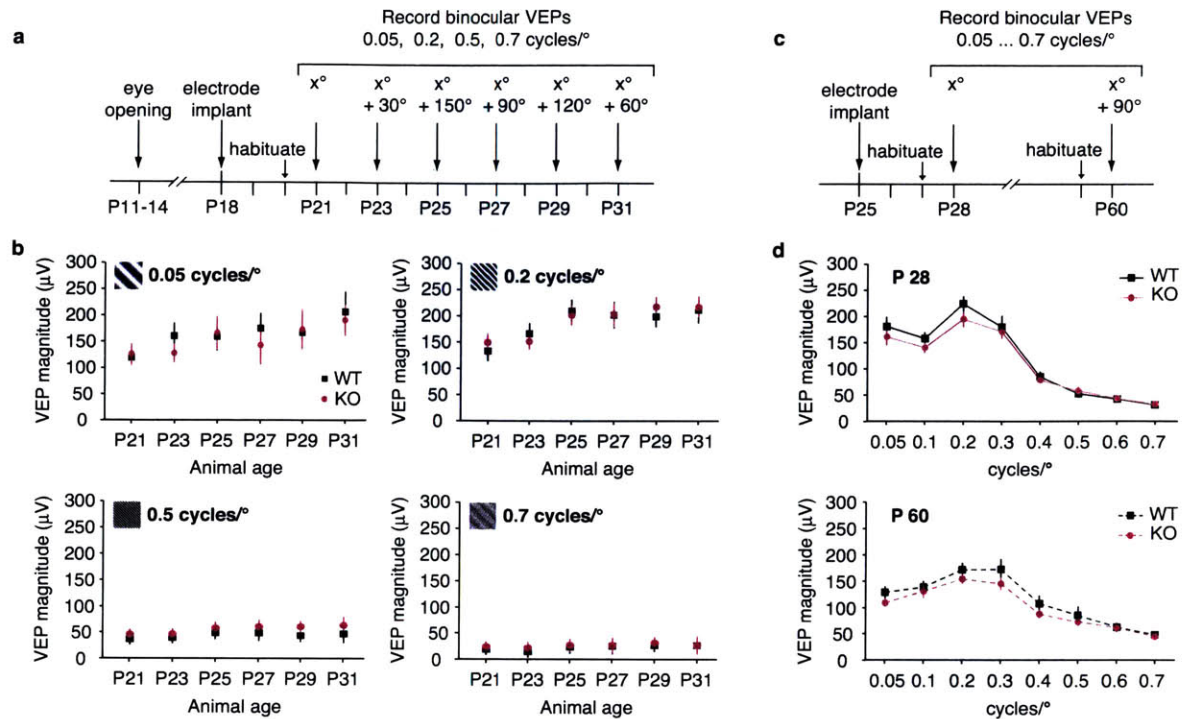 a
Record binocular VEPs
0.05, 0.2, 0.5, 0.7 cycles/°
eye opening
electrode implant
habituate
x°
x° + 30°
x° + 150°
x° + 90°
x° + 120°
x° + 60°
P11-14 P18 P21 P23 P25 P27 P29 P31
c
Record binocular VEPs
0.05 ... 0.7 cycles/°
electrode implant
habituate
x°
habituate
x° + 90°
P25 P28 P60
b
0.05 cycles/°
VEP magnitude (µV)
300
250
200
150
100
50
0
WT
KO
P21 P23 P25 P27 P29 P31
Animal age
0.2 cycles/°
VEP magnitude (µV)
300
250
200
150
100
50
0
P21 P23 P25 P27 P29 P31
Animal age
0.5 cycles/°
VEP magnitude (µV)
300
250
200
150
100
50
0
P21 P23 P25 P27 P29 P31
Animal age
0.7 cycles/°
VEP magnitude (µV)
300
250
200
150
100
50
0
P21 P23 P25 P27 P29 P31
Animal age
d
P 28
WT
KO
VEP magnitude (µV)
300
250
200
150
100
50
0
0.05 0.1 0.2 0.3 0.4 0.5 0.6 0.7
cycles/°
P 60
WT
KO
VEP magnitude (µV)
300
250
200
150
100
50
0
0.05 0.1 0.2 0.3 0.4 0.5 0.6 0.7
cycles/°